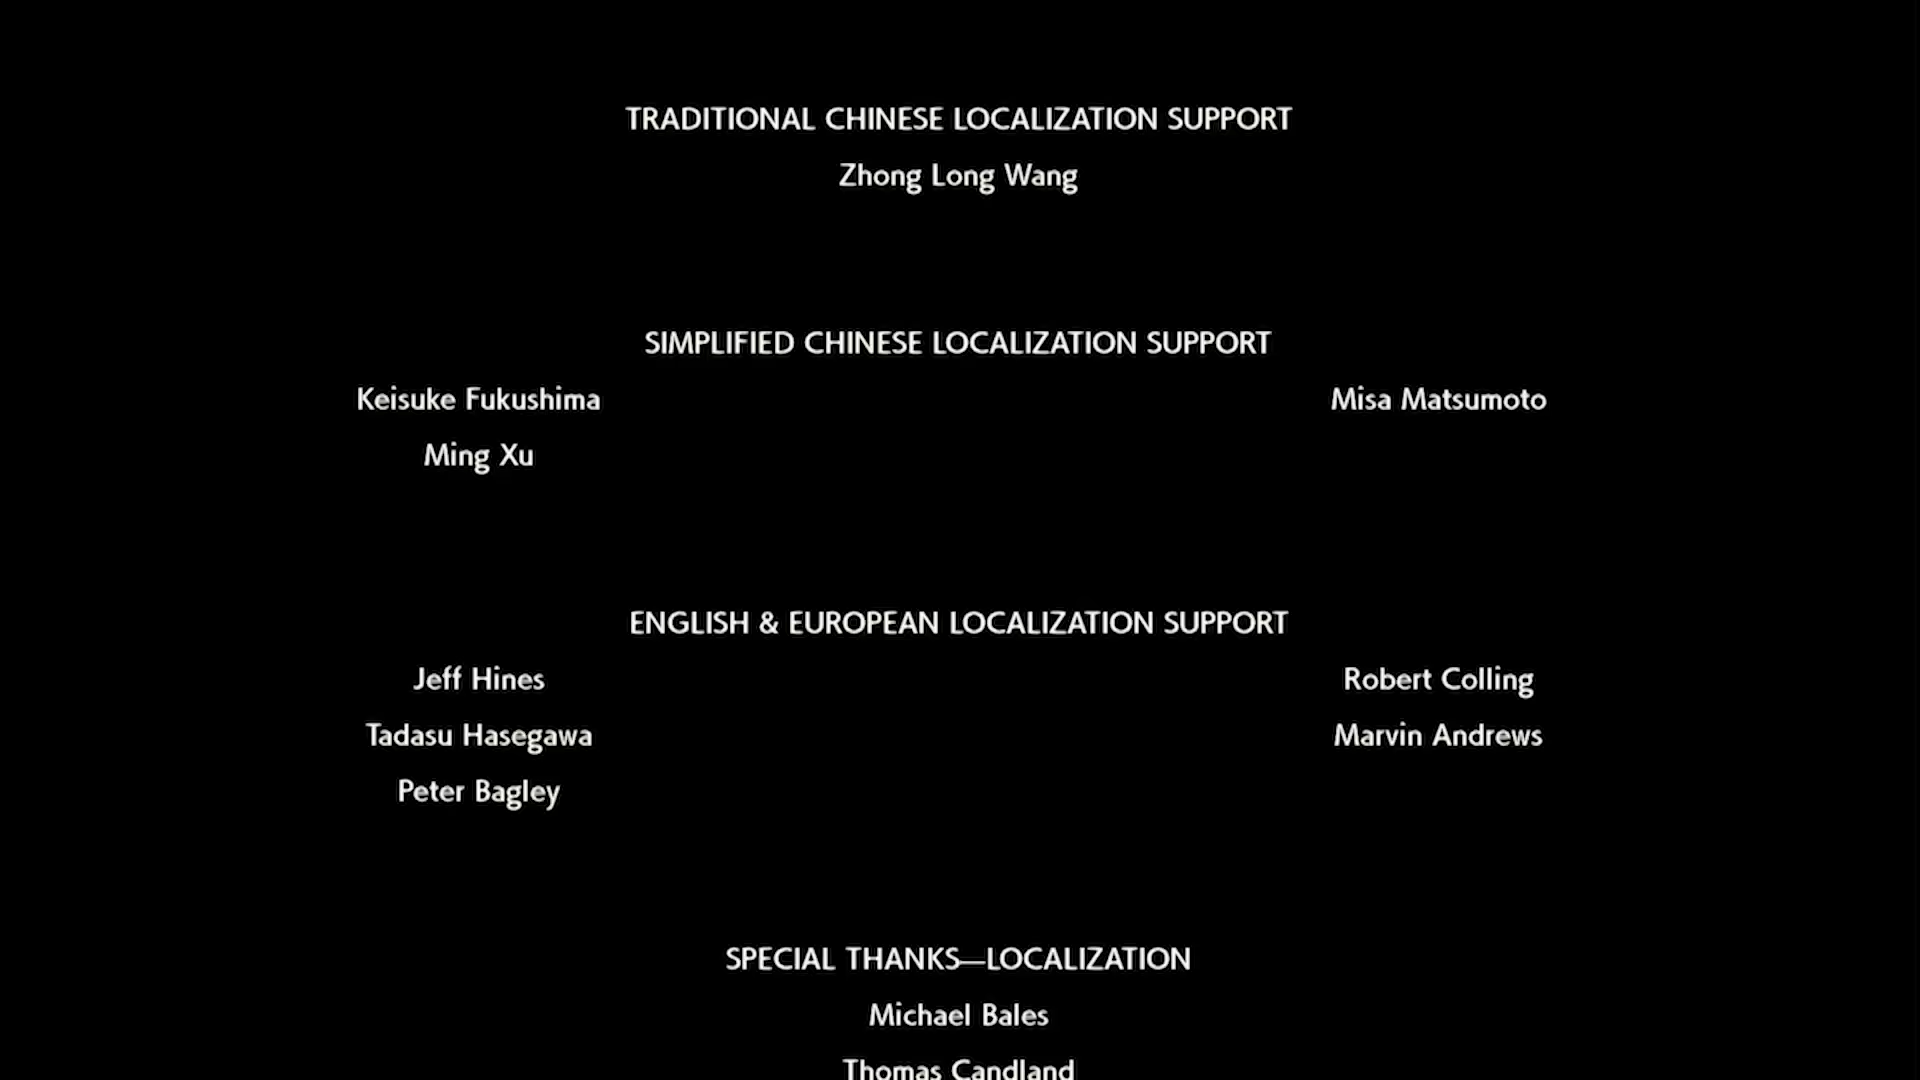 TRADITIONAL CHINESE LOCALIZATION SUPPORT
Zhong Long Wang
SIMPLIFIED CHINESE LOCALIZATION SUPPORT
Keisuke Fukushima Misa Matsumoto
Ming Xu
ENGLISH & EUROPEAN LOCALIZATION SUPPORT
Jeff Hines Robert Colling
Tadasu Hasegawa Marvin Andrews
Peter Bagley
SPECIAL THANKS—LOCALIZATION
Michael Bales
Thomas Candland